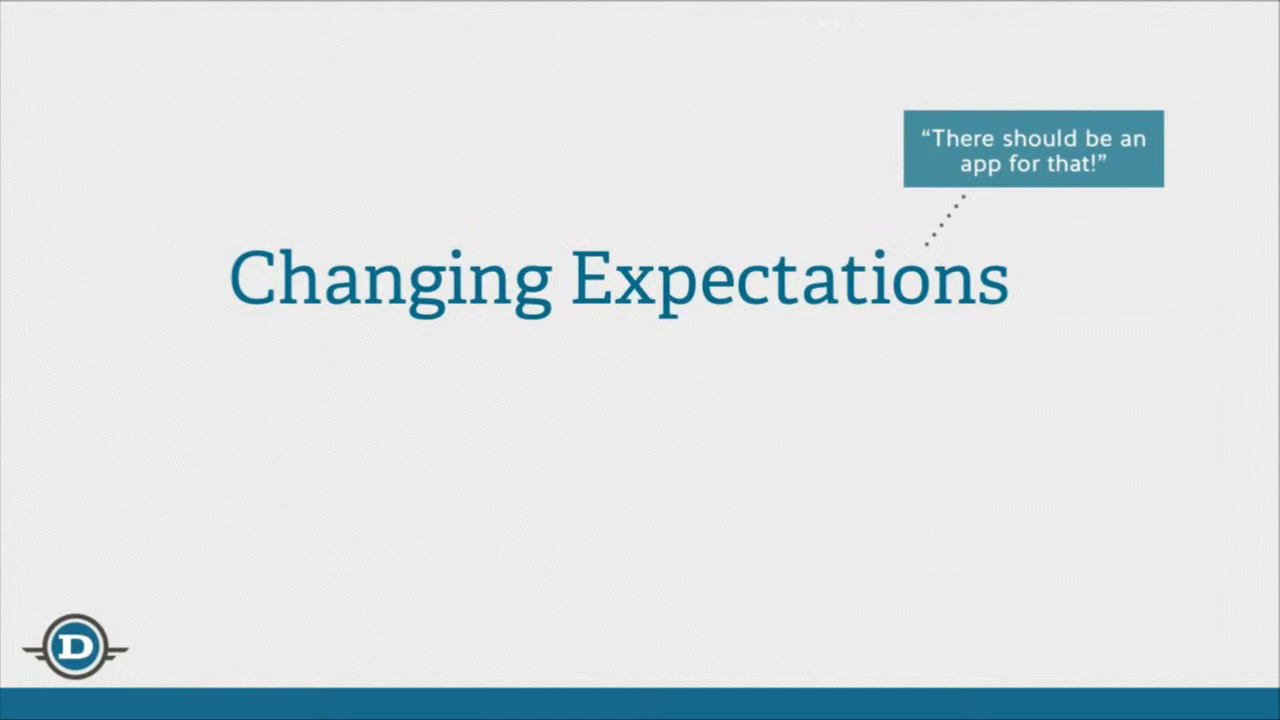 “There should be an
app for that!”
Changing Expectations
D